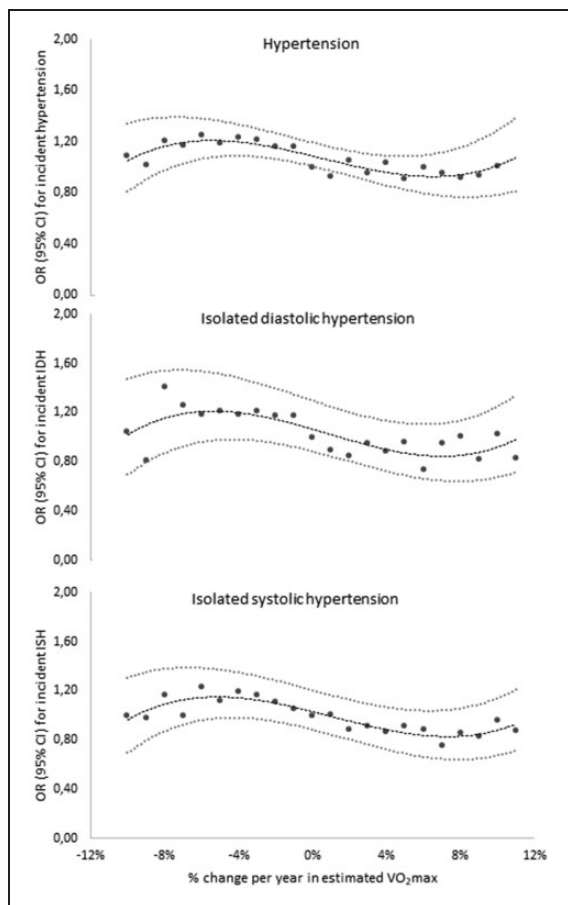 Hypertension
OR (95% CI) for incident hypertension
2,00
1,60
1,20
0,80
0,40
0,00
Isolated diastolic hypertension
OR (95% CI) for incident IDH
2,00
1,60
1,20
0,80
0,40
0,00
Isolated systolic hypertension
OR (95% CI) for incident ISH
2,00
1,60
1,20
0,80
0,40
0,00
-12% -8% -4% 0% 4% 8% 12%
% change per year in estimated VO₂max